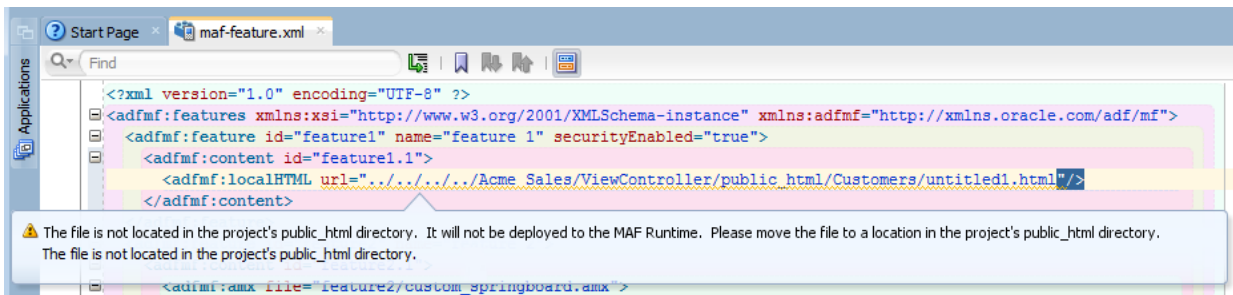 Start Page
maf-feature.xml
Find
Applications
<?xml version="1.0" encoding="UTF-8" ?>
<adfmf:features xmlns:xsi="http://www.w3.org/2001/XMLSchema-instance" xmlns:adfmf="http://xmlns.oracle.com/adf/mf">
<adfmf:feature id="feature1" name="feature 1" securityEnabled="true">
<adfmf:content id="feature1.1">
<adfmf:localHTML url="../../../../Acme Sales/ViewController/public_html/Customers/untitled1.html"/>
</adfmf:content>
The file is not located in the project's public_html directory. It will not be deployed to the MAF Runtime. Please move the file to a location in the project's public_html directory.
The file is not located in the project's public_html directory.
<adfmf:amx file="feature2/custom_springboard.amx">